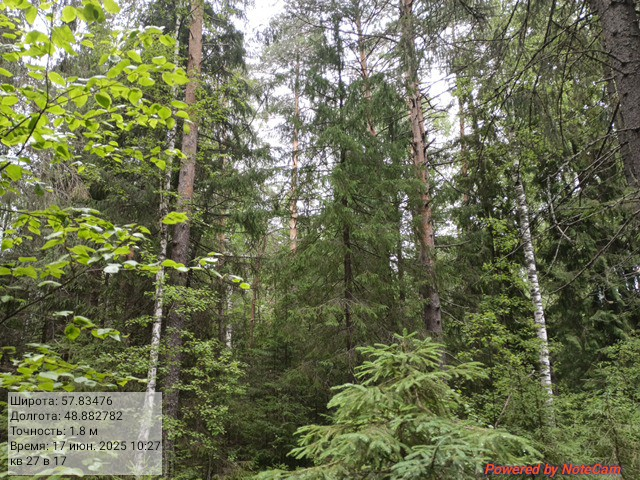 Широта: 57.83476
Долгота: 48.882782
Точность: 1.8 м
Время: 17 июн. 2025 10:27
кв 27 в 17
Powered by NoteCam